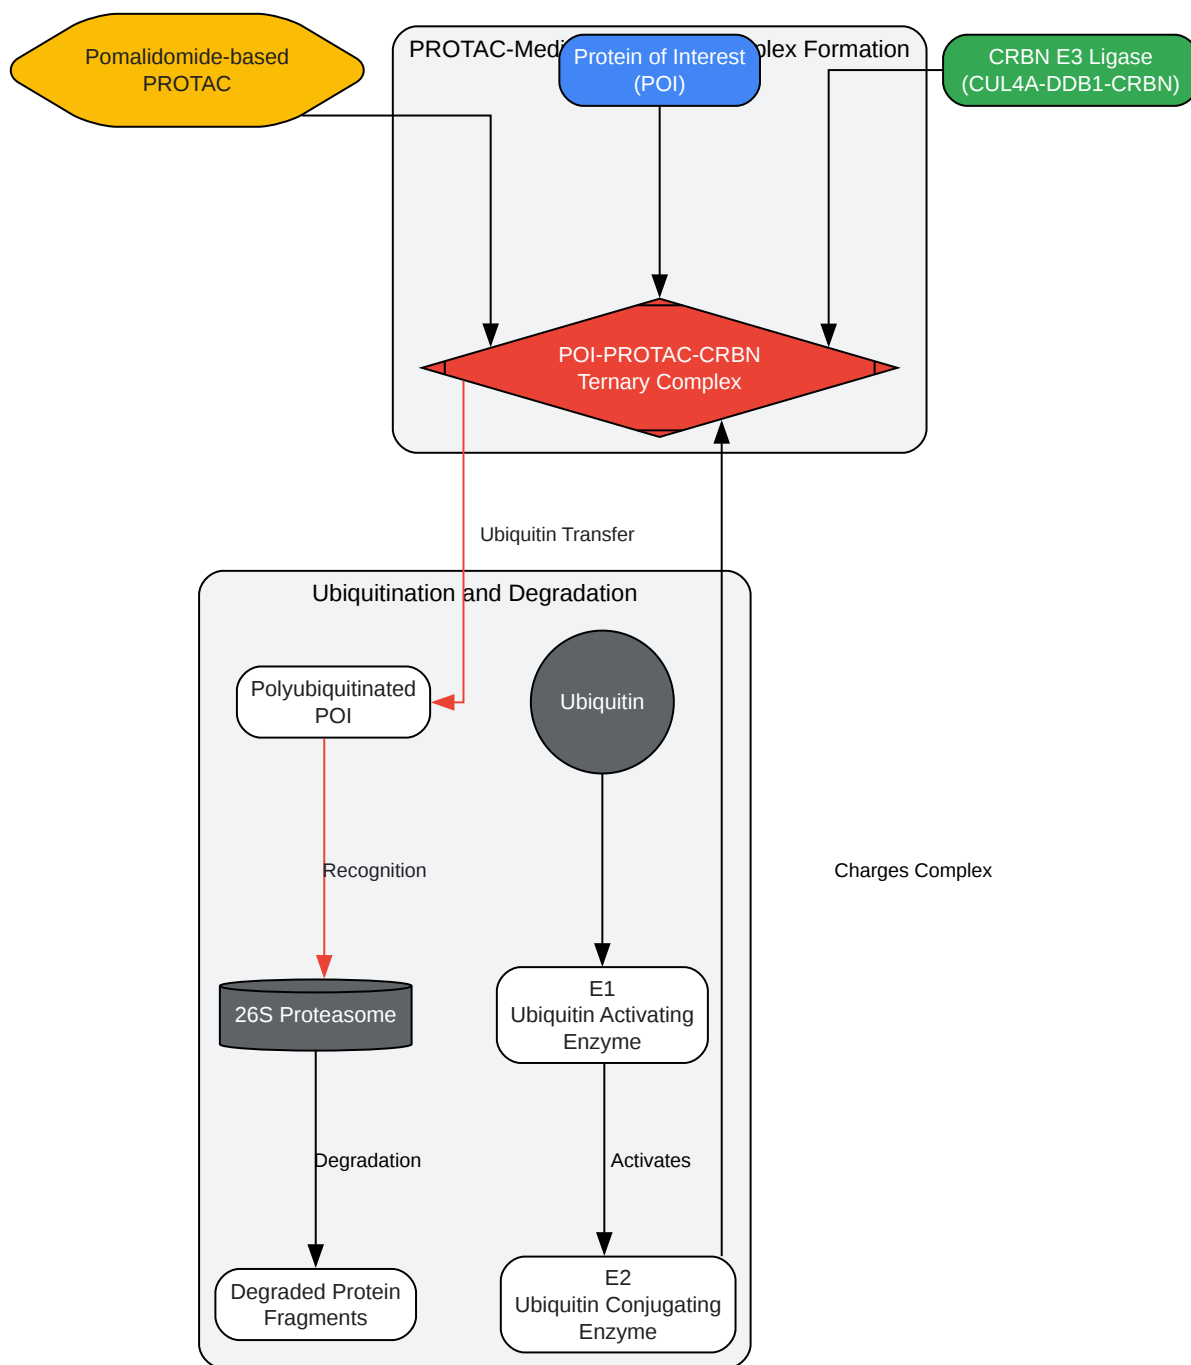 Pomalidomide-based
PROTAC
PROTAC-Medi
plex Formation
Protein of Interest
(POI)
CRBN E3 Ligase
(CUL4A-DDB1-CRBN)
POI-PROTAC-CRBN
Ternary Complex
Ubiquitin Transfer
Ubiquitination and Degradation
Polyubiquitinated
POI
Ubiquitin
Recognition
Charges Complex
26S Proteasome
E1
Ubiquitin Activating
Enzyme
Degradation
Activates
Degraded Protein
Fragments
E2
Ubiquitin Conjugating
Enzyme